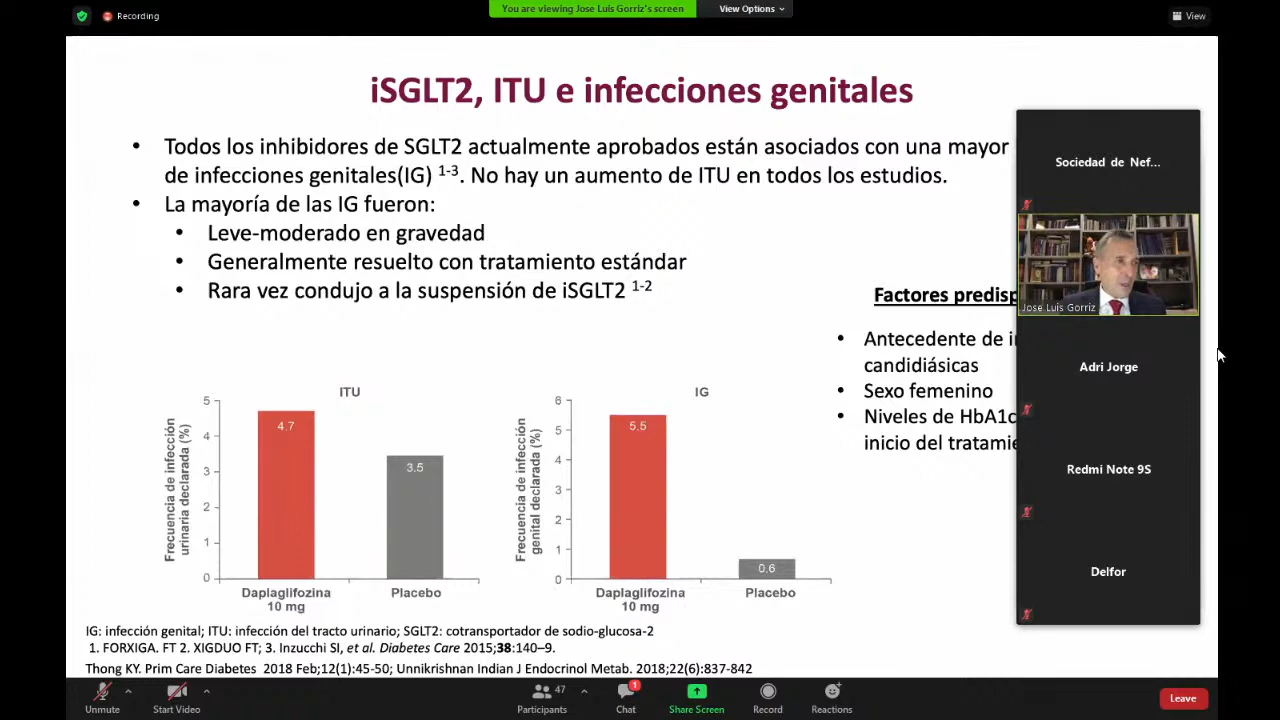 Recording
You are viewing Jose Luis Gorriz's screen
View Options
View
iSGLT2, ITU e infecciones genitales
• Todos los inhibidores de SGLT2 actualmente aprobados están asociados con una mayor
de infecciones genitales(IG) 1-3. No hay un aumento de ITU en todos los estudios.
• La mayoría de las IG fueron:
• Leve-moderado en gravedad
• Generalmente resuelto con tratamiento estándar
• Rara vez condujo a la suspensión de iSGLT2 1-2
Factores predisp
• Antecedente de
candidiásicas
• Sexo femenino
• Niveles de HbA1c
inicio del tratamie
Sociedad de Nef...
Jose Luis Gorriz
Adri Jorge
Redmi Note 9S
Delfor
ITU
Frecuencia de infección
urinaria declarada (%)
5
4
3
2
1
0
4.7
3.5
Daplaglifozina
10 mg
Placebo
IG
Frecuencia de infección
genital declarada (%)
6
5
4
3
2
1
0
5.5
0.6
Daplaglifozina
10 mg
Placebo
IG: infección genital; ITU: infección del tracto urinario; SGLT2: cotransportador de sodio-glucosa-2
1. FORXIGA. FT 2. XIGDUO FT; 3. Inzucchi SI, et al. Diabetes Care 2015;38:140–9.
Thong KY. Prim Care Diabetes 2018 Feb;12(1):45-50; Unnikrishnan Indian J Endocrinol Metab. 2018;22(6):837-842
Unmute
Start Video
47
Participants
1
Chat
Share Screen
Record
Reactions
Leave